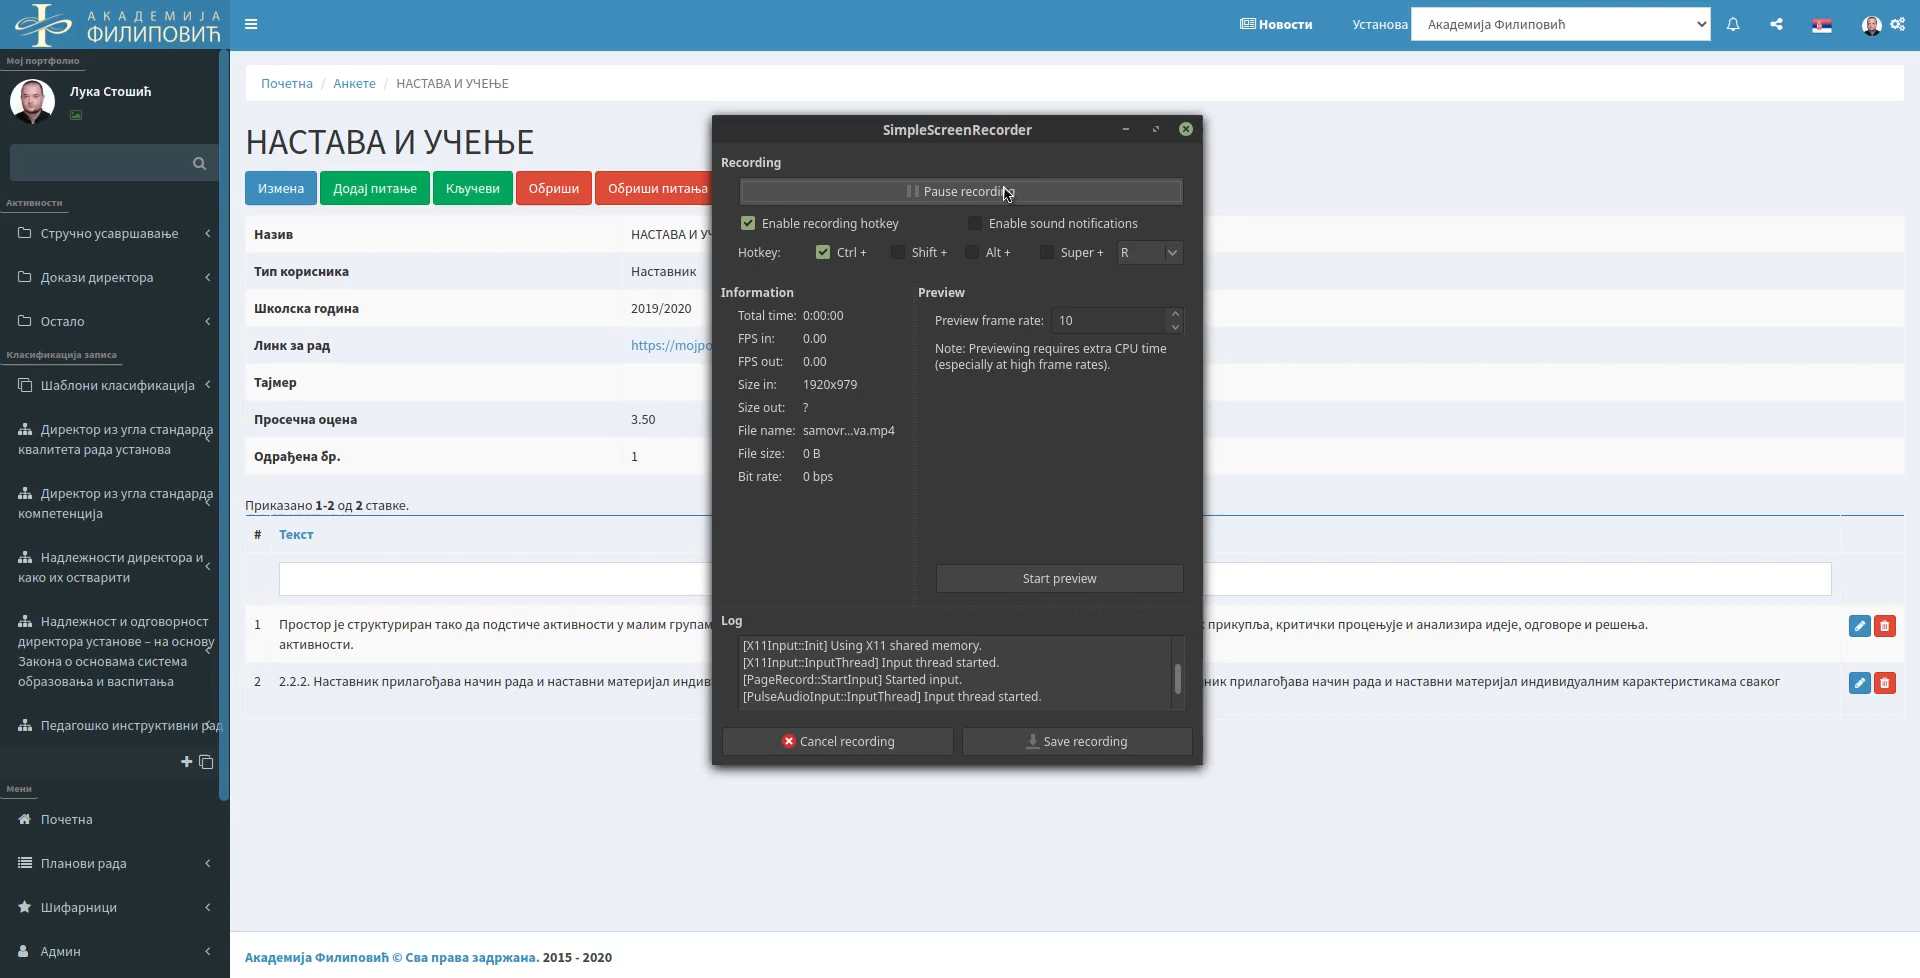 АКАДЕМИЈА
ФИЛИПОВИЋ
Новости
Установа
Академија Филиповић
Мој портфолио
Лука Стошић
Активности
Стручно усавршавање
Докази директора
Остало
Класификација записа
Шаблони класификација
Директор из угла стандарда
квалитета рада установа
Директор из угла стандарда
компетенција
Надлежности директора и
како их остварити
Надлежност и одговорност
директора установе – на основу
Закона о основама система
образовања и васпитања
Педагошко инструктивни рад
Мени
Почетна
Планови рада
Шифарници
Админ
Почетна / Анкете / НАСТАВА И УЧЕЊЕ
НАСТАВА И УЧЕЊЕ
Измена Додај питање Кључеви Обриши Обриши питања
Назив НАСТАВА И УЧ
Тип корисника Наставник
Школска година 2019/2020
Линк за рад https://mojpo
Тајмер
Просечна оцена 3.50
Одрађена бр. 1
Приказано 1-2 од 2 ставке.
# Текст
1 Простор је структуриран тако да подстиче активности у малим групам прикупља, критички процењује и анализира идеје, одговоре и решења.
активности.
2 2.2.2. Наставник прилагођава начин рада и наставни материјал индив ник прилагођава начин рада и наставни материјал индивидуалним карактеристикама сваког
SimpleScreenRecorder
Recording
Pause recording
Enable recording hotkey Enable sound notifications
Hotkey: Ctrl + Shift + Alt + Super + R
Information
Total time: 0:00:00
FPS in: 0.00
FPS out: 0.00
Size in: 1920x979
Size out: ?
File name: samovr...va.mp4
File size: 0 B
Bit rate: 0 bps
Preview
Preview frame rate: 10
Note: Previewing requires extra CPU time
(especially at high frame rates).
Start preview
Log
[X11Input::Init] Using X11 shared memory.
[X11Input::InputThread] Input thread started.
[PageRecord::StartInput] Started input.
[PulseAudioInput::InputThread] Input thread started.
Cancel recording Save recording
Академија Филиповић © Сва права задржана. 2015 - 2020